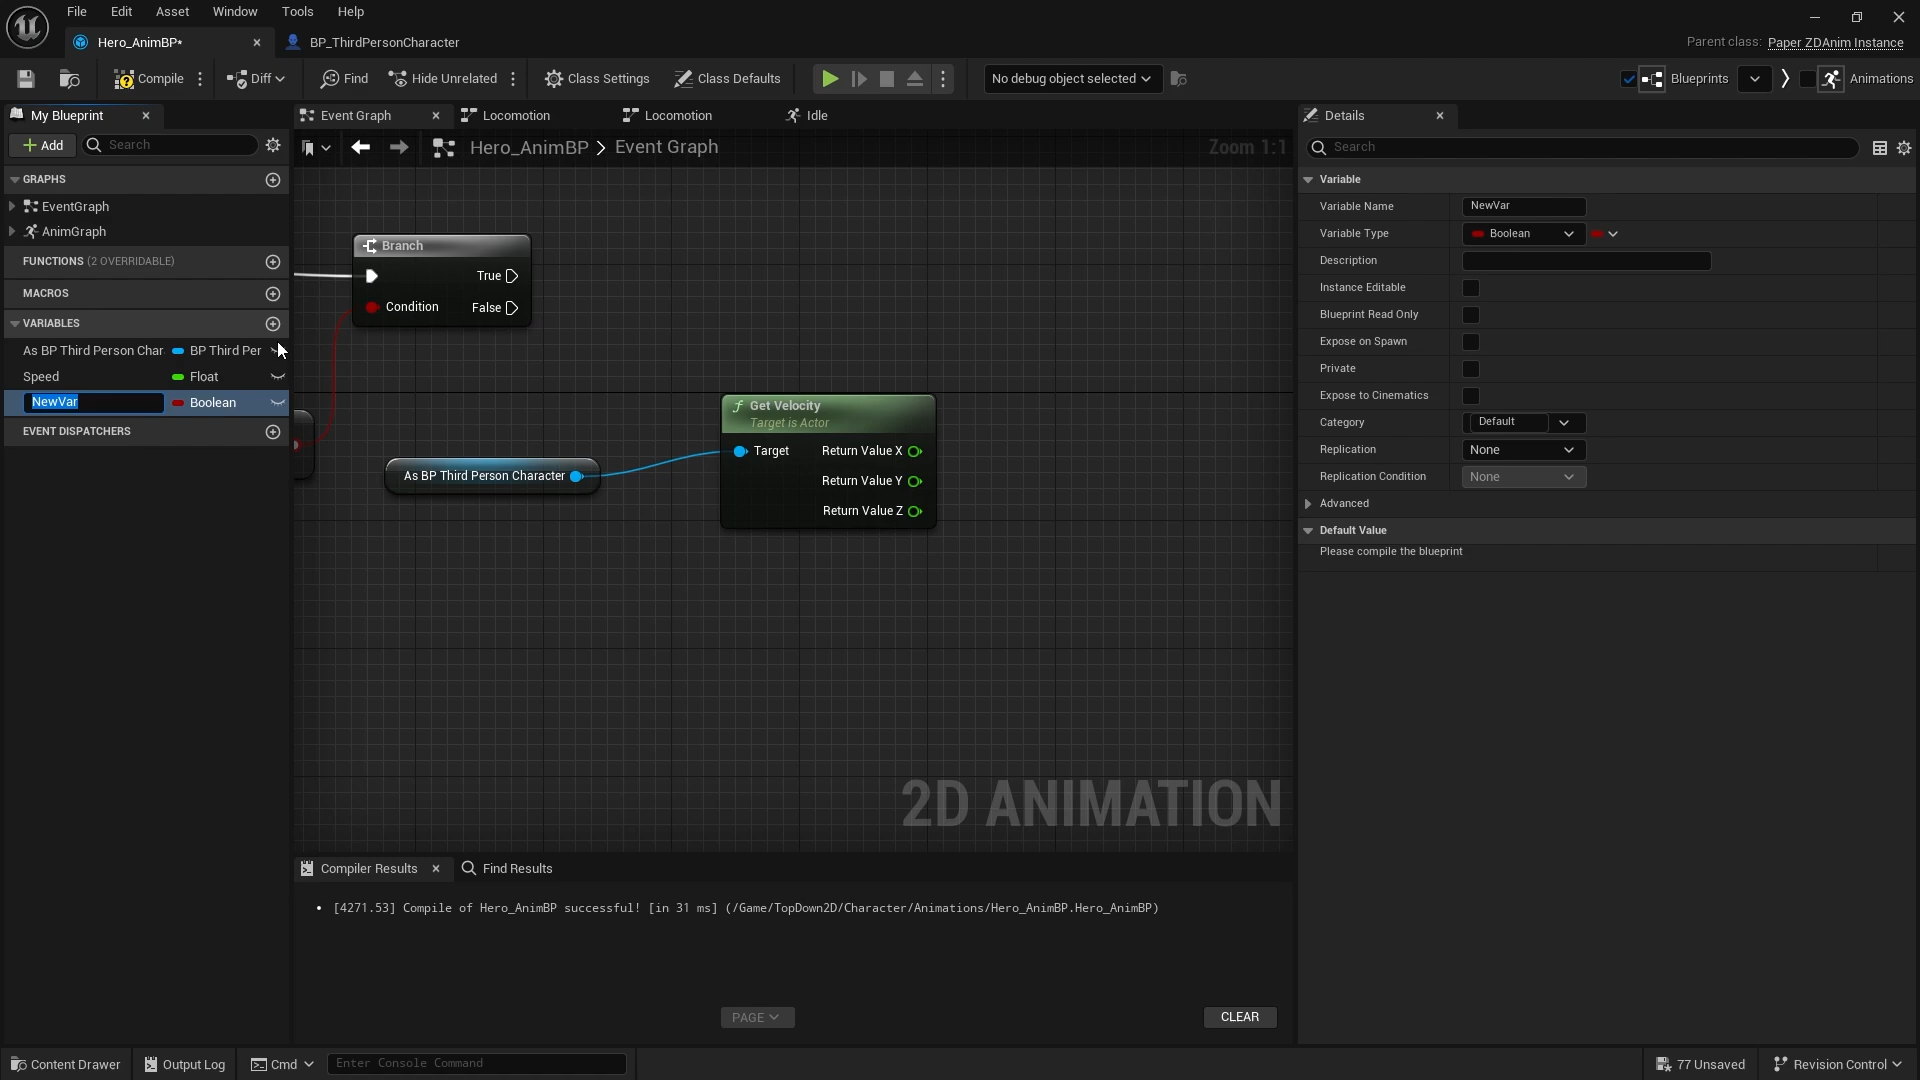 File Edit Asset Window Tools Help
Hero_AnimBP* BP_ThirdPersonCharacter
Parent class: Paper ZDAnim Instance
Compile Diff Find Hide Unrelated Class Settings Class Defaults No debug object selected Blueprints Animations
My Blueprint Event Graph Locomotion Locomotion Idle Details
Add Search
Hero_AnimBP > Event Graph Zoom 1:1
Search
GRAPHS
EventGraph
AnimGraph
FUNCTIONS (2 OVERRIDABLE)
MACROS
VARIABLES
As BP Third Person Char BP Third Per
Speed Float
NewVar Boolean
EVENT DISPATCHERS
Branch
True
Condition False
Get Velocity
Target is Actor
Target Return Value X
Return Value Y
Return Value Z
As BP Third Person Character
2D ANIMATION
Variable
Variable Name NewVar
Variable Type Boolean
Description
Instance Editable
Blueprint Read Only
Expose on Spawn
Private
Expose to Cinematics
Category Default
Replication None
Replication Condition None
Advanced
Default Value
Please compile the blueprint
Compiler Results Find Results
[4271.53] Compile of Hero_AnimBP successful! [in 31 ms] (/Game/TopDown2D/Character/Animations/Hero_AnimBP.Hero_AnimBP)
PAGE CLEAR
Content Drawer Output Log Cmd Enter Console Command 77 Unsaved Revision Control